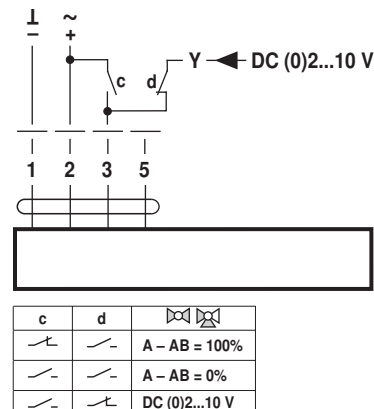 ⊥ ~
– +
c d Y DC (0)2...10 V
1 2 3 5
c d
A – AB = 100%
A – AB = 0%
DC (0)2...10 V